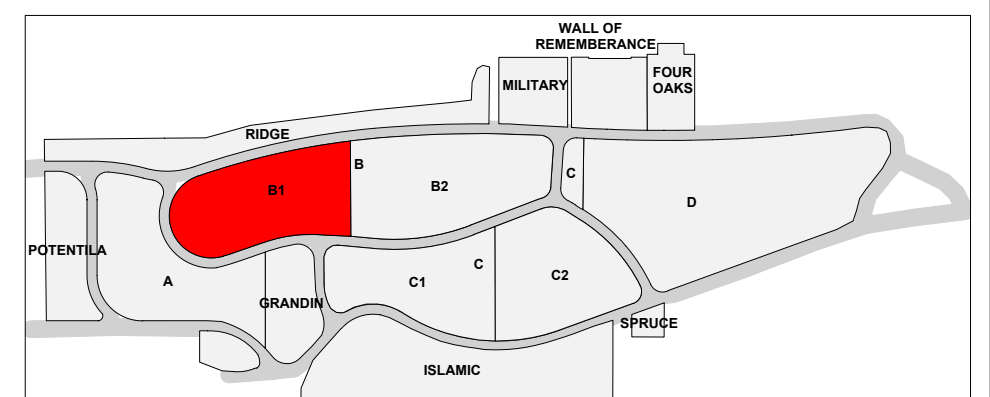 WALL OF
REMEMBERANCE
FOUR
OAKS
MILITARY
RIDGE
B
C
B1
B2
D
POTENTILA
A
C
C1
C2
GRANDIN
SPRUCE
ISLAMIC